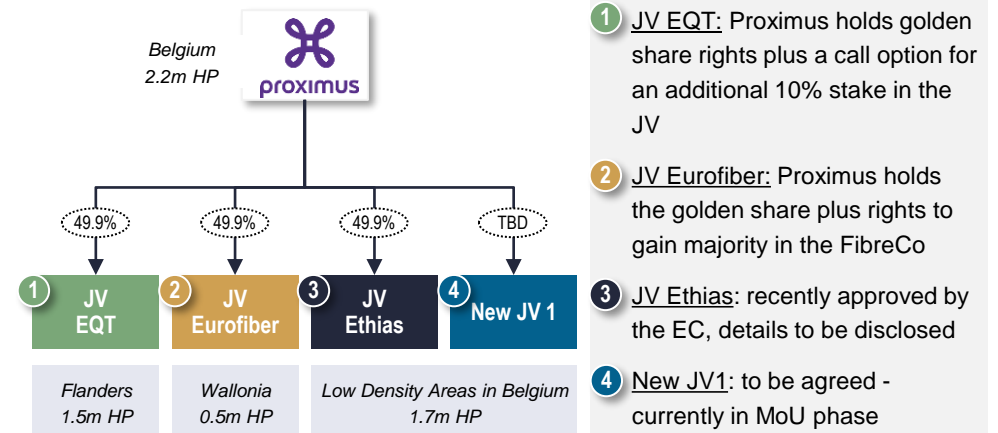 Belgium
2.2m HP
proximus
49.9%
49.9%
49.9%
TBD
1
JV
EQT
2
JV
Eurofiber
3
JV
Ethias
4
New JV 1
Flanders
1.5m HP
Wallonia
0.5m HP
Low Density Areas in Belgium
1.7m HP
1 JV EQT: Proximus holds golden
share rights plus a call option for
an additional 10% stake in the
JV
2 JV Eurofiber: Proximus holds
the golden share plus rights to
gain majority in the FibreCo
3 JV Ethias: recently approved by
the EC, details to be disclosed
4 New JV1: to be agreed -
currently in MoU phase